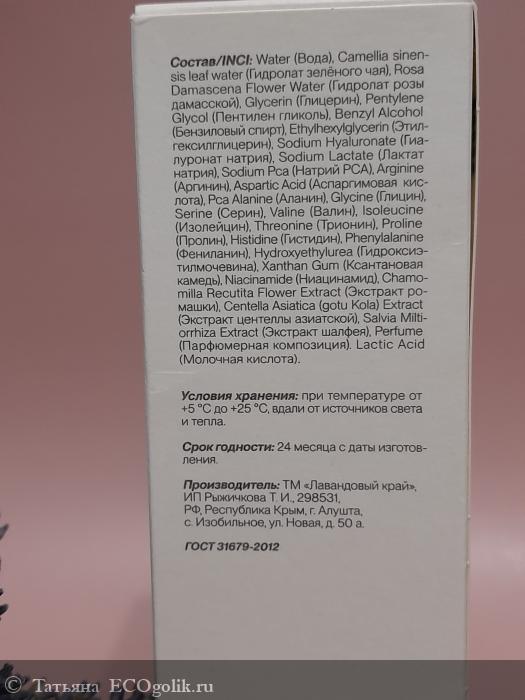 Состав/INCI: Water (Вода), Camellia sinen-
sis leaf water (Гидролат зелёного чая), Rosa
Damascena Flower Water (Гидролат розы
дамасской), Glycerin (Глицерин), Pentylene
Glycol (Пентилен гликоль), Benzyl Alcohol
(Бензиловый спирт), Ethylhexylglycerin (Этил-
гексилглицерин), Sodium Hyaluronate (Гиа-
луронат натрия), Sodium Lactate (Лактат
натрия), Sodium Pca (Натрий PCA), Arginine
(Аргинин), Aspartic Acid (Аспаргимовая кис-
лота), Pca Alanine (Аланин), Glycine (Глицин),
Serine (Серин), Valine (Валин), Isoleucine
(Изолейцин), Threonine (Трионин), Proline
(Пролин), Histidine (Гистидин), Phenylalanine
(Фениланин), Hydroxyethylurea (Гидроксиэ-
тилмочевина), Xanthan Gum (Ксантановая
камедь), Niacinamide (Ниацинамид), Chamo-
milla Recutita Flower Extract (Экстракт ро-
машки), Centella Asiatica (gotu Kola) Extract
(Экстракт центеллы азиатской), Salvia Milti-
orrhiza Extract (Экстракт шалфея), Perfume
(Парфюмерная композиция). Lactic Acid
(Молочная кислота).
Условия хранения: при температуре от
+5 °C до +25 °C, вдали от источников света
и тепла.
Срок годности: 24 месяца с даты изготов-
ления.
Производитель: ТМ «Лавандовый край»,
ИП Рыжичкова Т. И., 298531,
РФ, Республика Крым, г. Алушта,
с. Изобильное, ул. Новая, д. 50 а.
ГОСТ 31679-2012
© Татьяна ECOgolik.ru